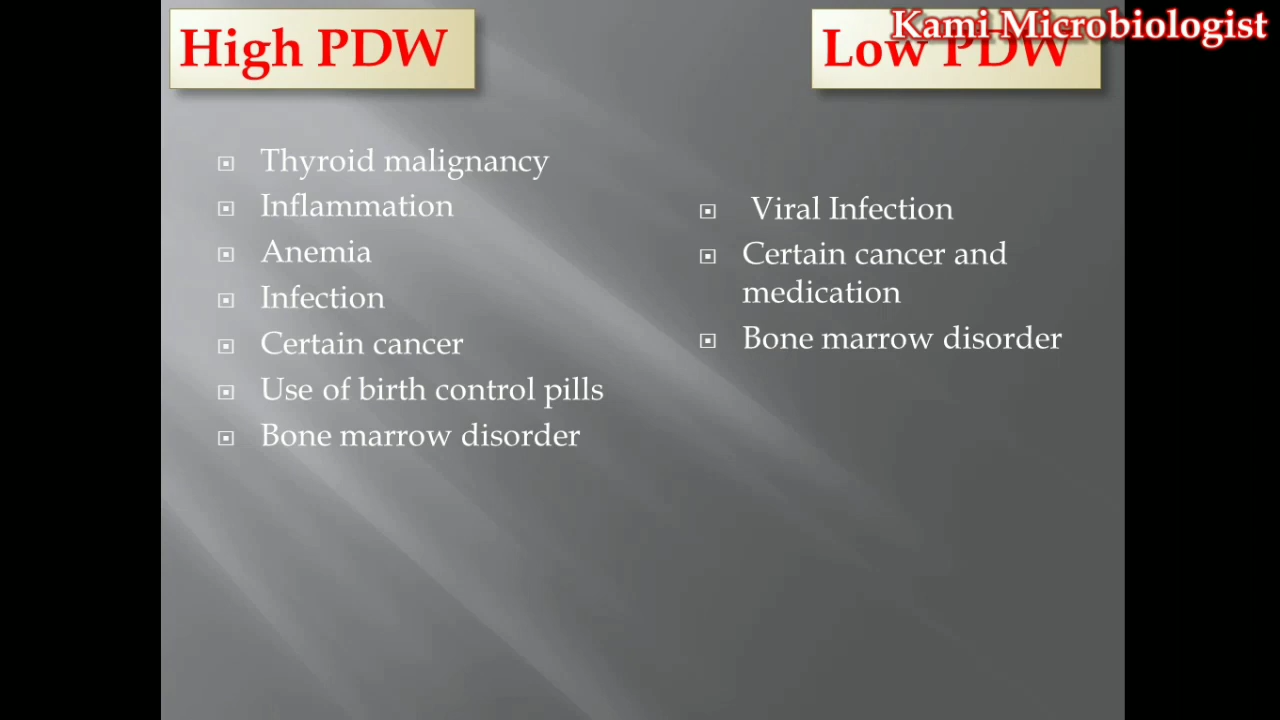 High PDW
Thyroid malignancy
Inflammation
Anemia
Infection
Certain cancer
Use of birth control pills
Bone marrow disorder
Kami Microbiologist
Low PDW
Viral Infection
Certain cancer and
medication
Bone marrow disorder